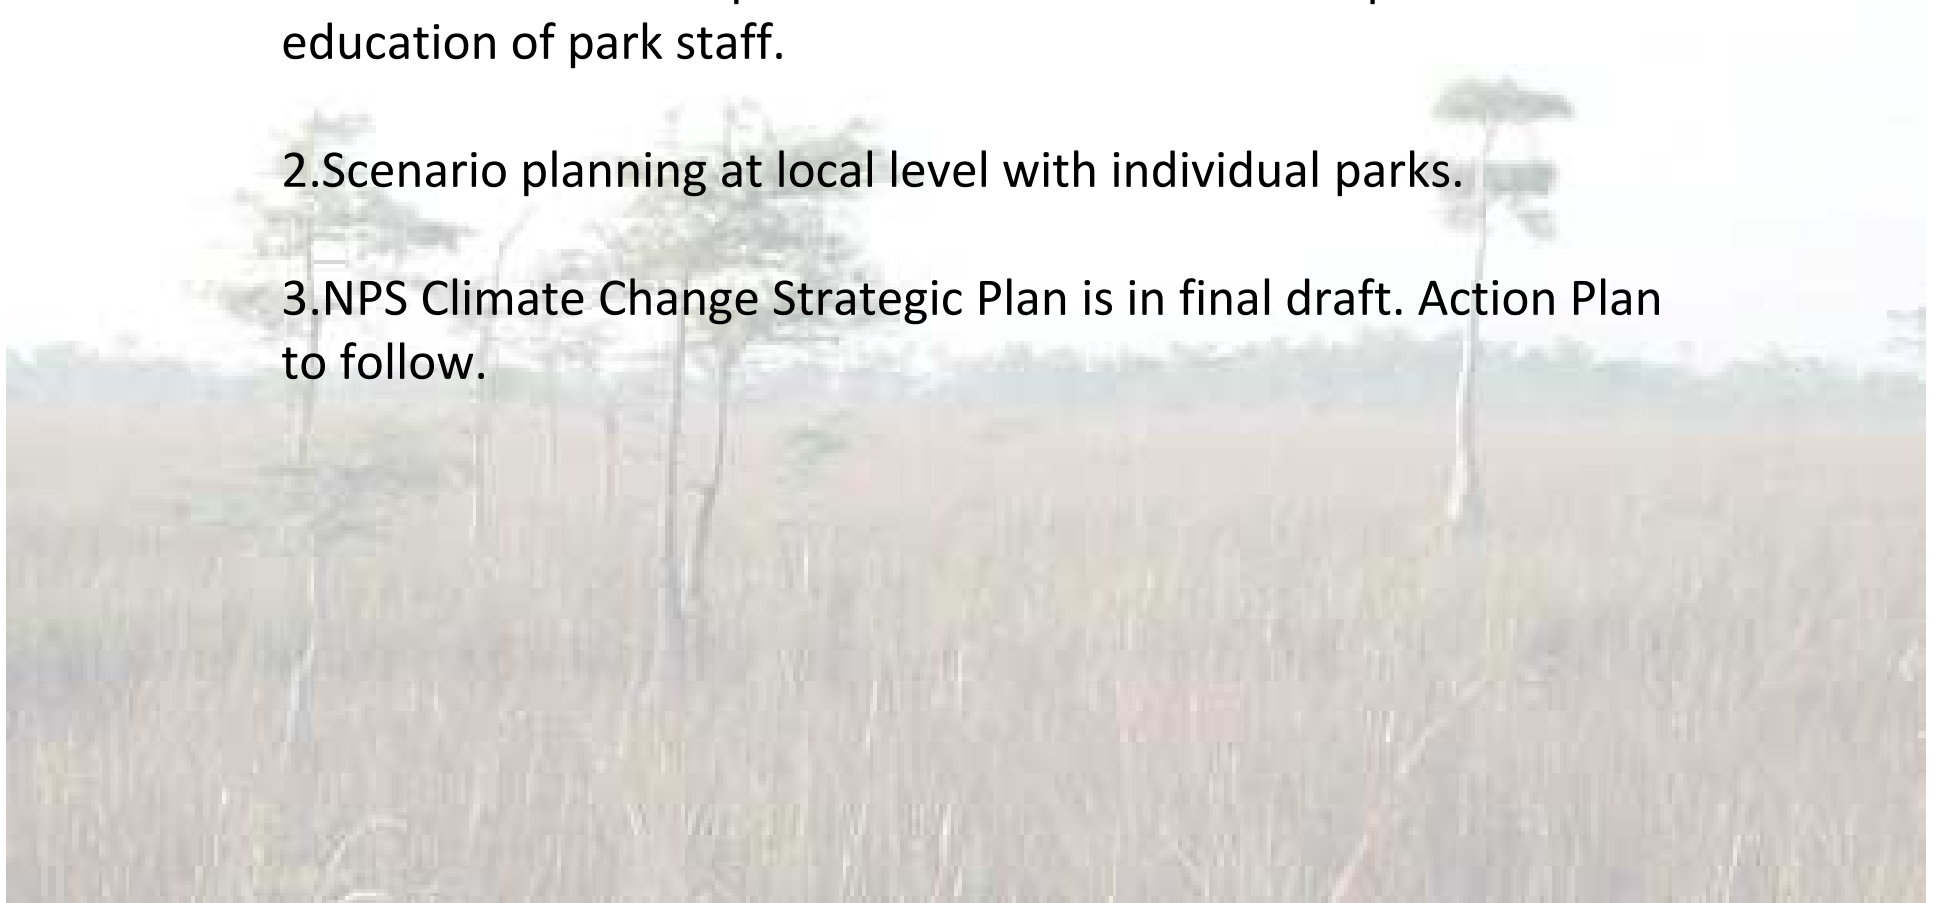 education of park staff.
2.Scenario planning at local level with individual parks.
3.NPS Climate Change Strategic Plan is in final draft. Action Plan
to follow.